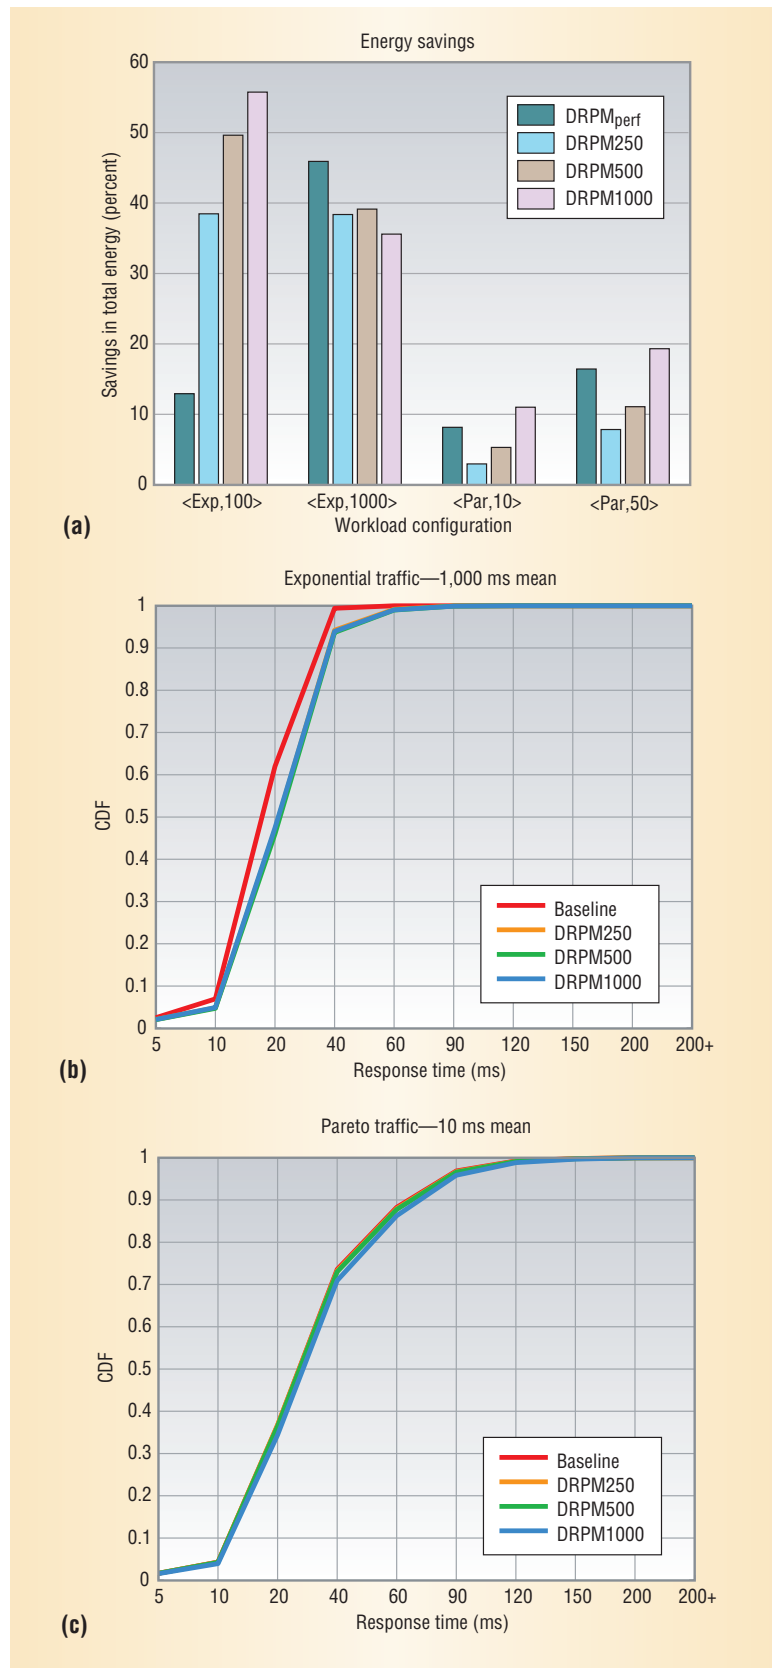 Energy savings
60
50
40
30
20
10
0
Savings in total energy (percent)
DRPMperf
DRPM250
DRPM500
DRPM1000
<Exp,100> <Exp,1000> <Par,10> <Par,50>
Workload configuration
(a)
Exponential traffic—1,000 ms mean
1
0.9
0.8
0.7
0.6
0.5
0.4
0.3
0.2
0.1
0
CDF
Baseline
DRPM250
DRPM500
DRPM1000
5 10 20 40 60 90 120 150 200 200+
Response time (ms)
(b)
Pareto traffic—10 ms mean
1
0.9
0.8
0.7
0.6
0.5
0.4
0.3
0.2
0.1
0
CDF
Baseline
DRPM250
DRPM500
DRPM1000
5 10 20 40 60 90 120 150 200 200+
Response time (ms)
(c)